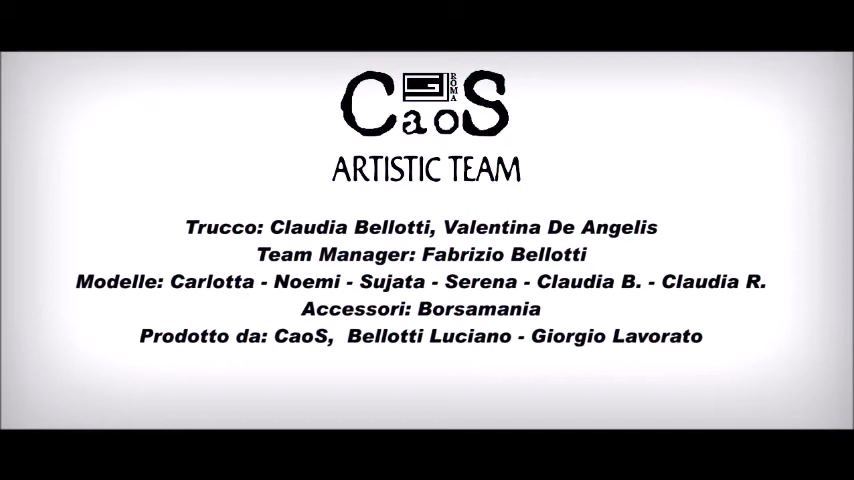 CaoS ROMA
ARTISTIC TEAM
Trucco: Claudia Bellotti, Valentina De Angelis
Team Manager: Fabrizio Bellotti
Modelle: Carlotta - Noemi - Sujata - Serena - Claudia B. - Claudia R.
Accessori: Borsamania
Prodotto da: CaoS,  Bellotti Luciano - Giorgio Lavorato